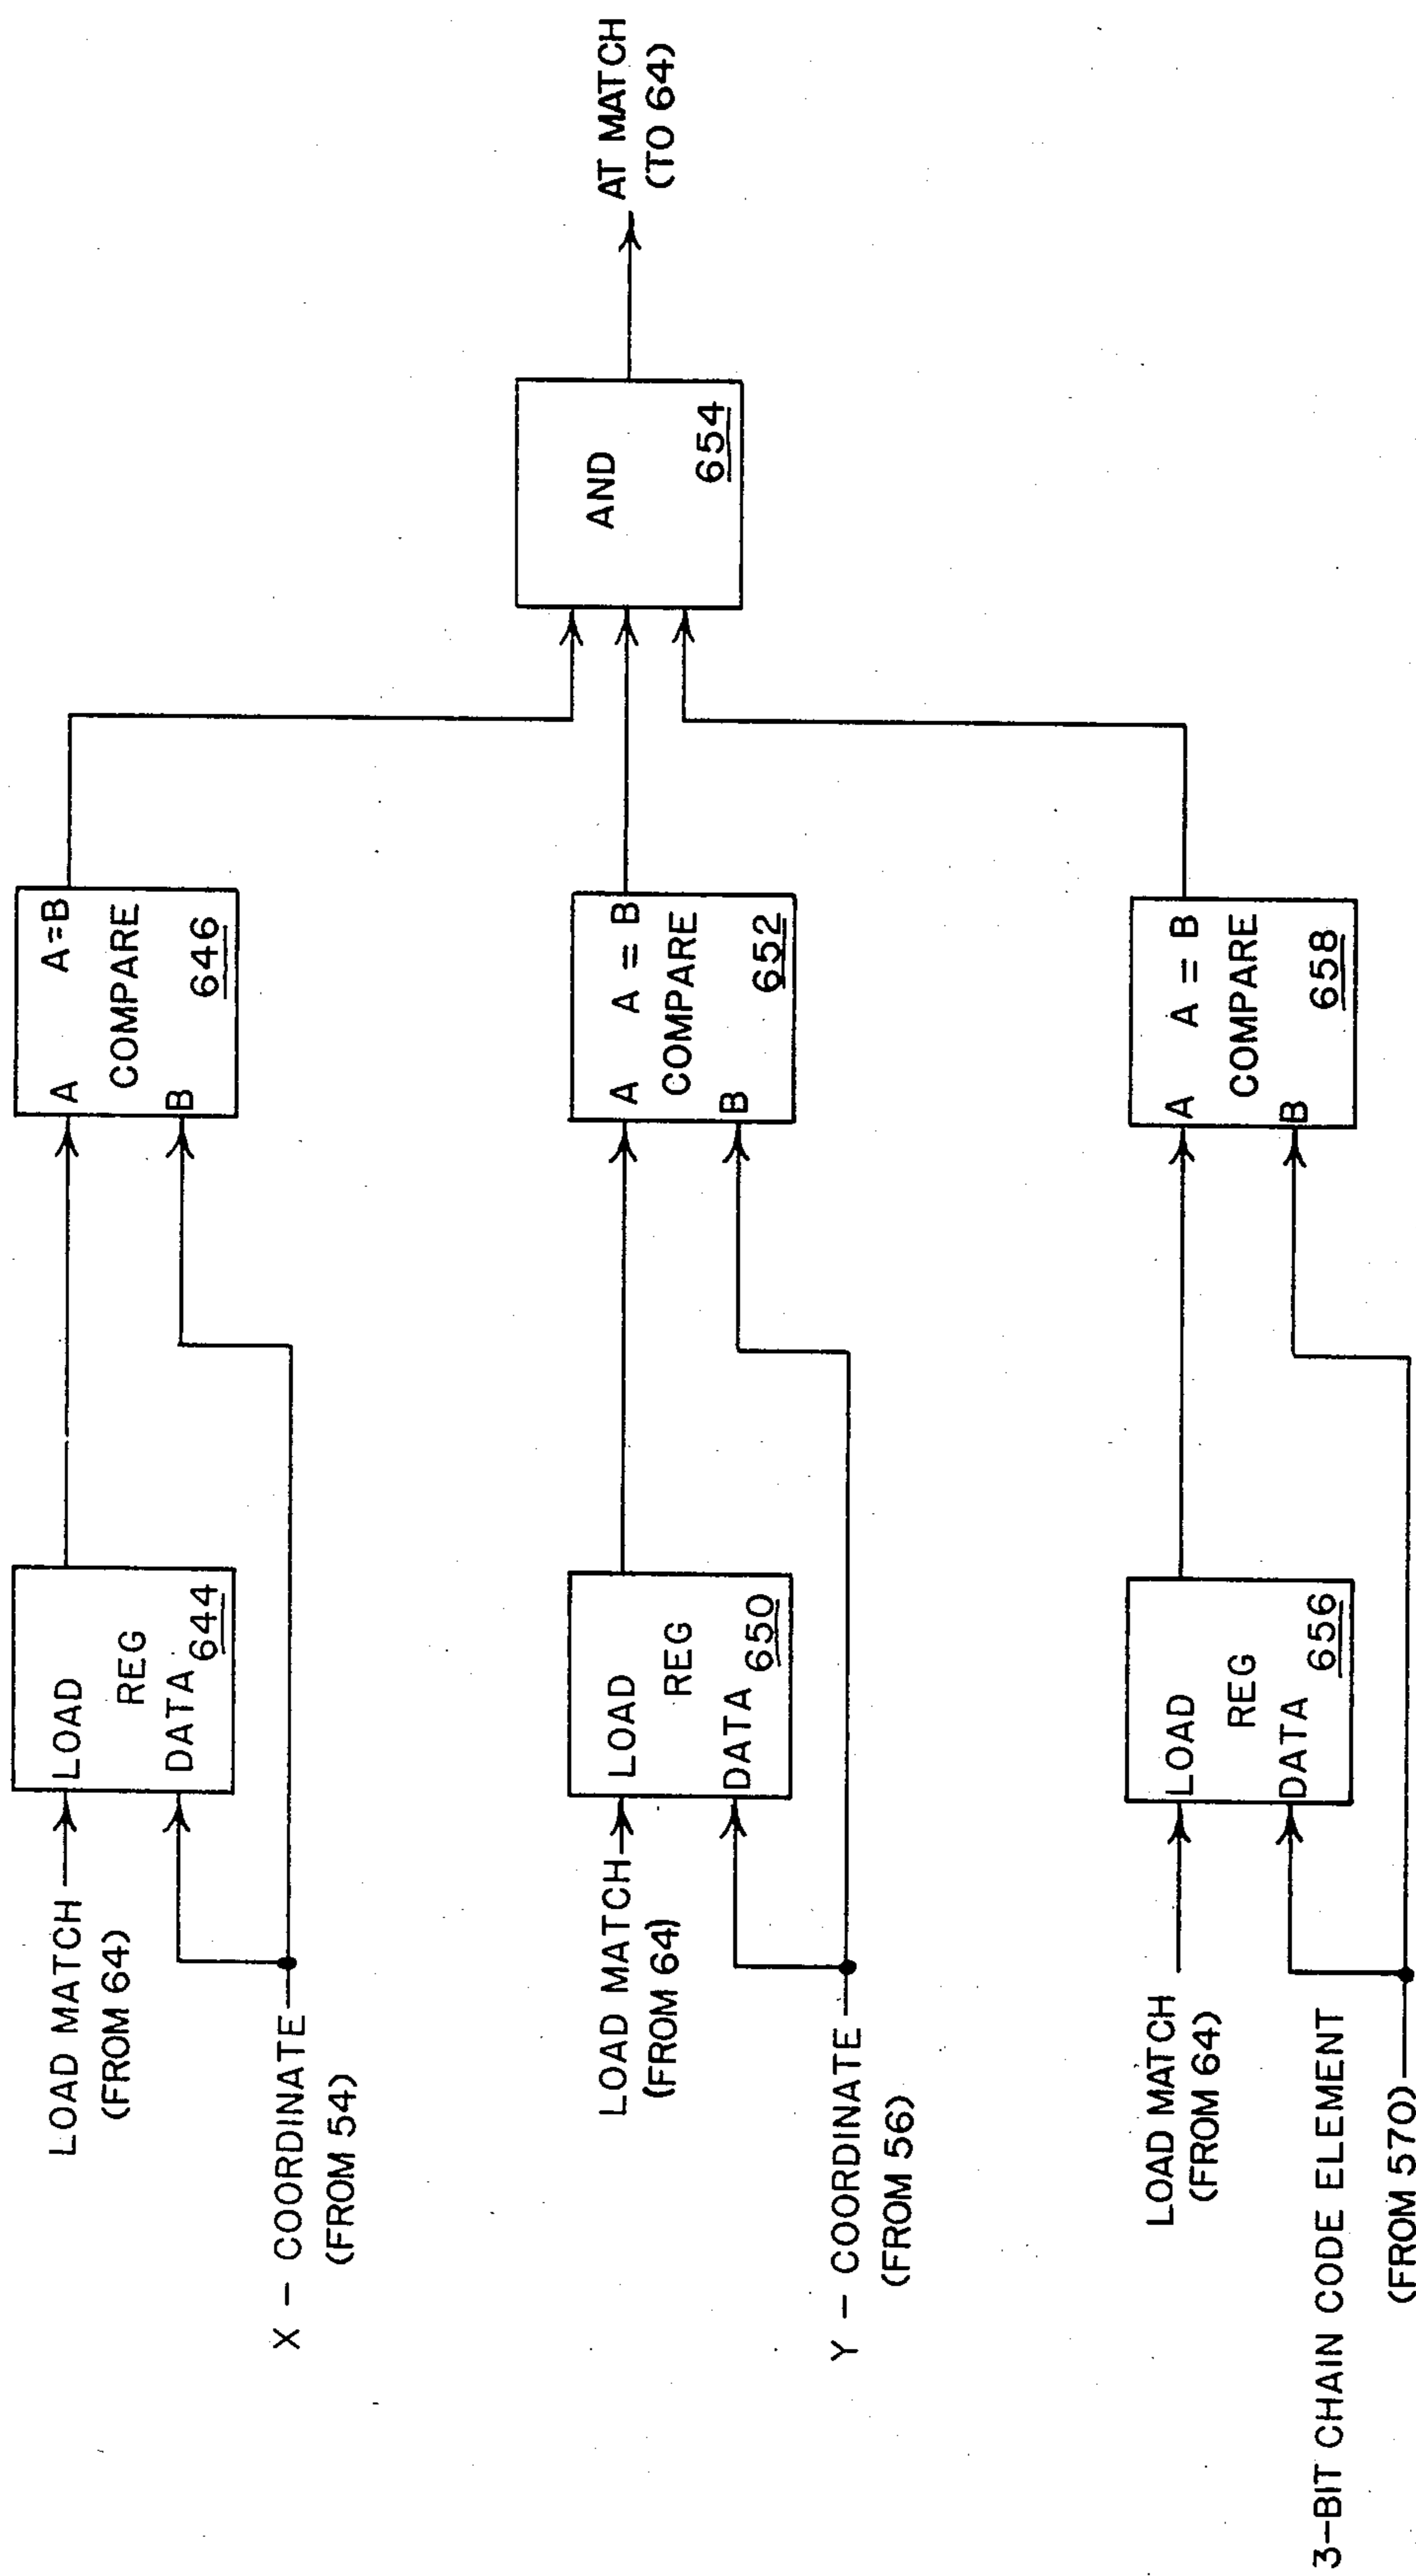 LOAD MATCH
(FROM 64)
LOAD
REG
DATA
644
X - COORDINATE
(FROM 54)
A A=B
COMPARE
B
646
LOAD MATCH
(FROM 64)
LOAD
REG
DATA
650
Y - COORDINATE
(FROM 56)
A A = B
COMPARE
B
652
AND
654
AT MATCH
(TO 64)
LOAD MATCH
(FROM 64)
LOAD
REG
DATA
656
3-BIT CHAIN CODE ELEMENT
(FROM 570)
A A = B
COMPARE
B
658